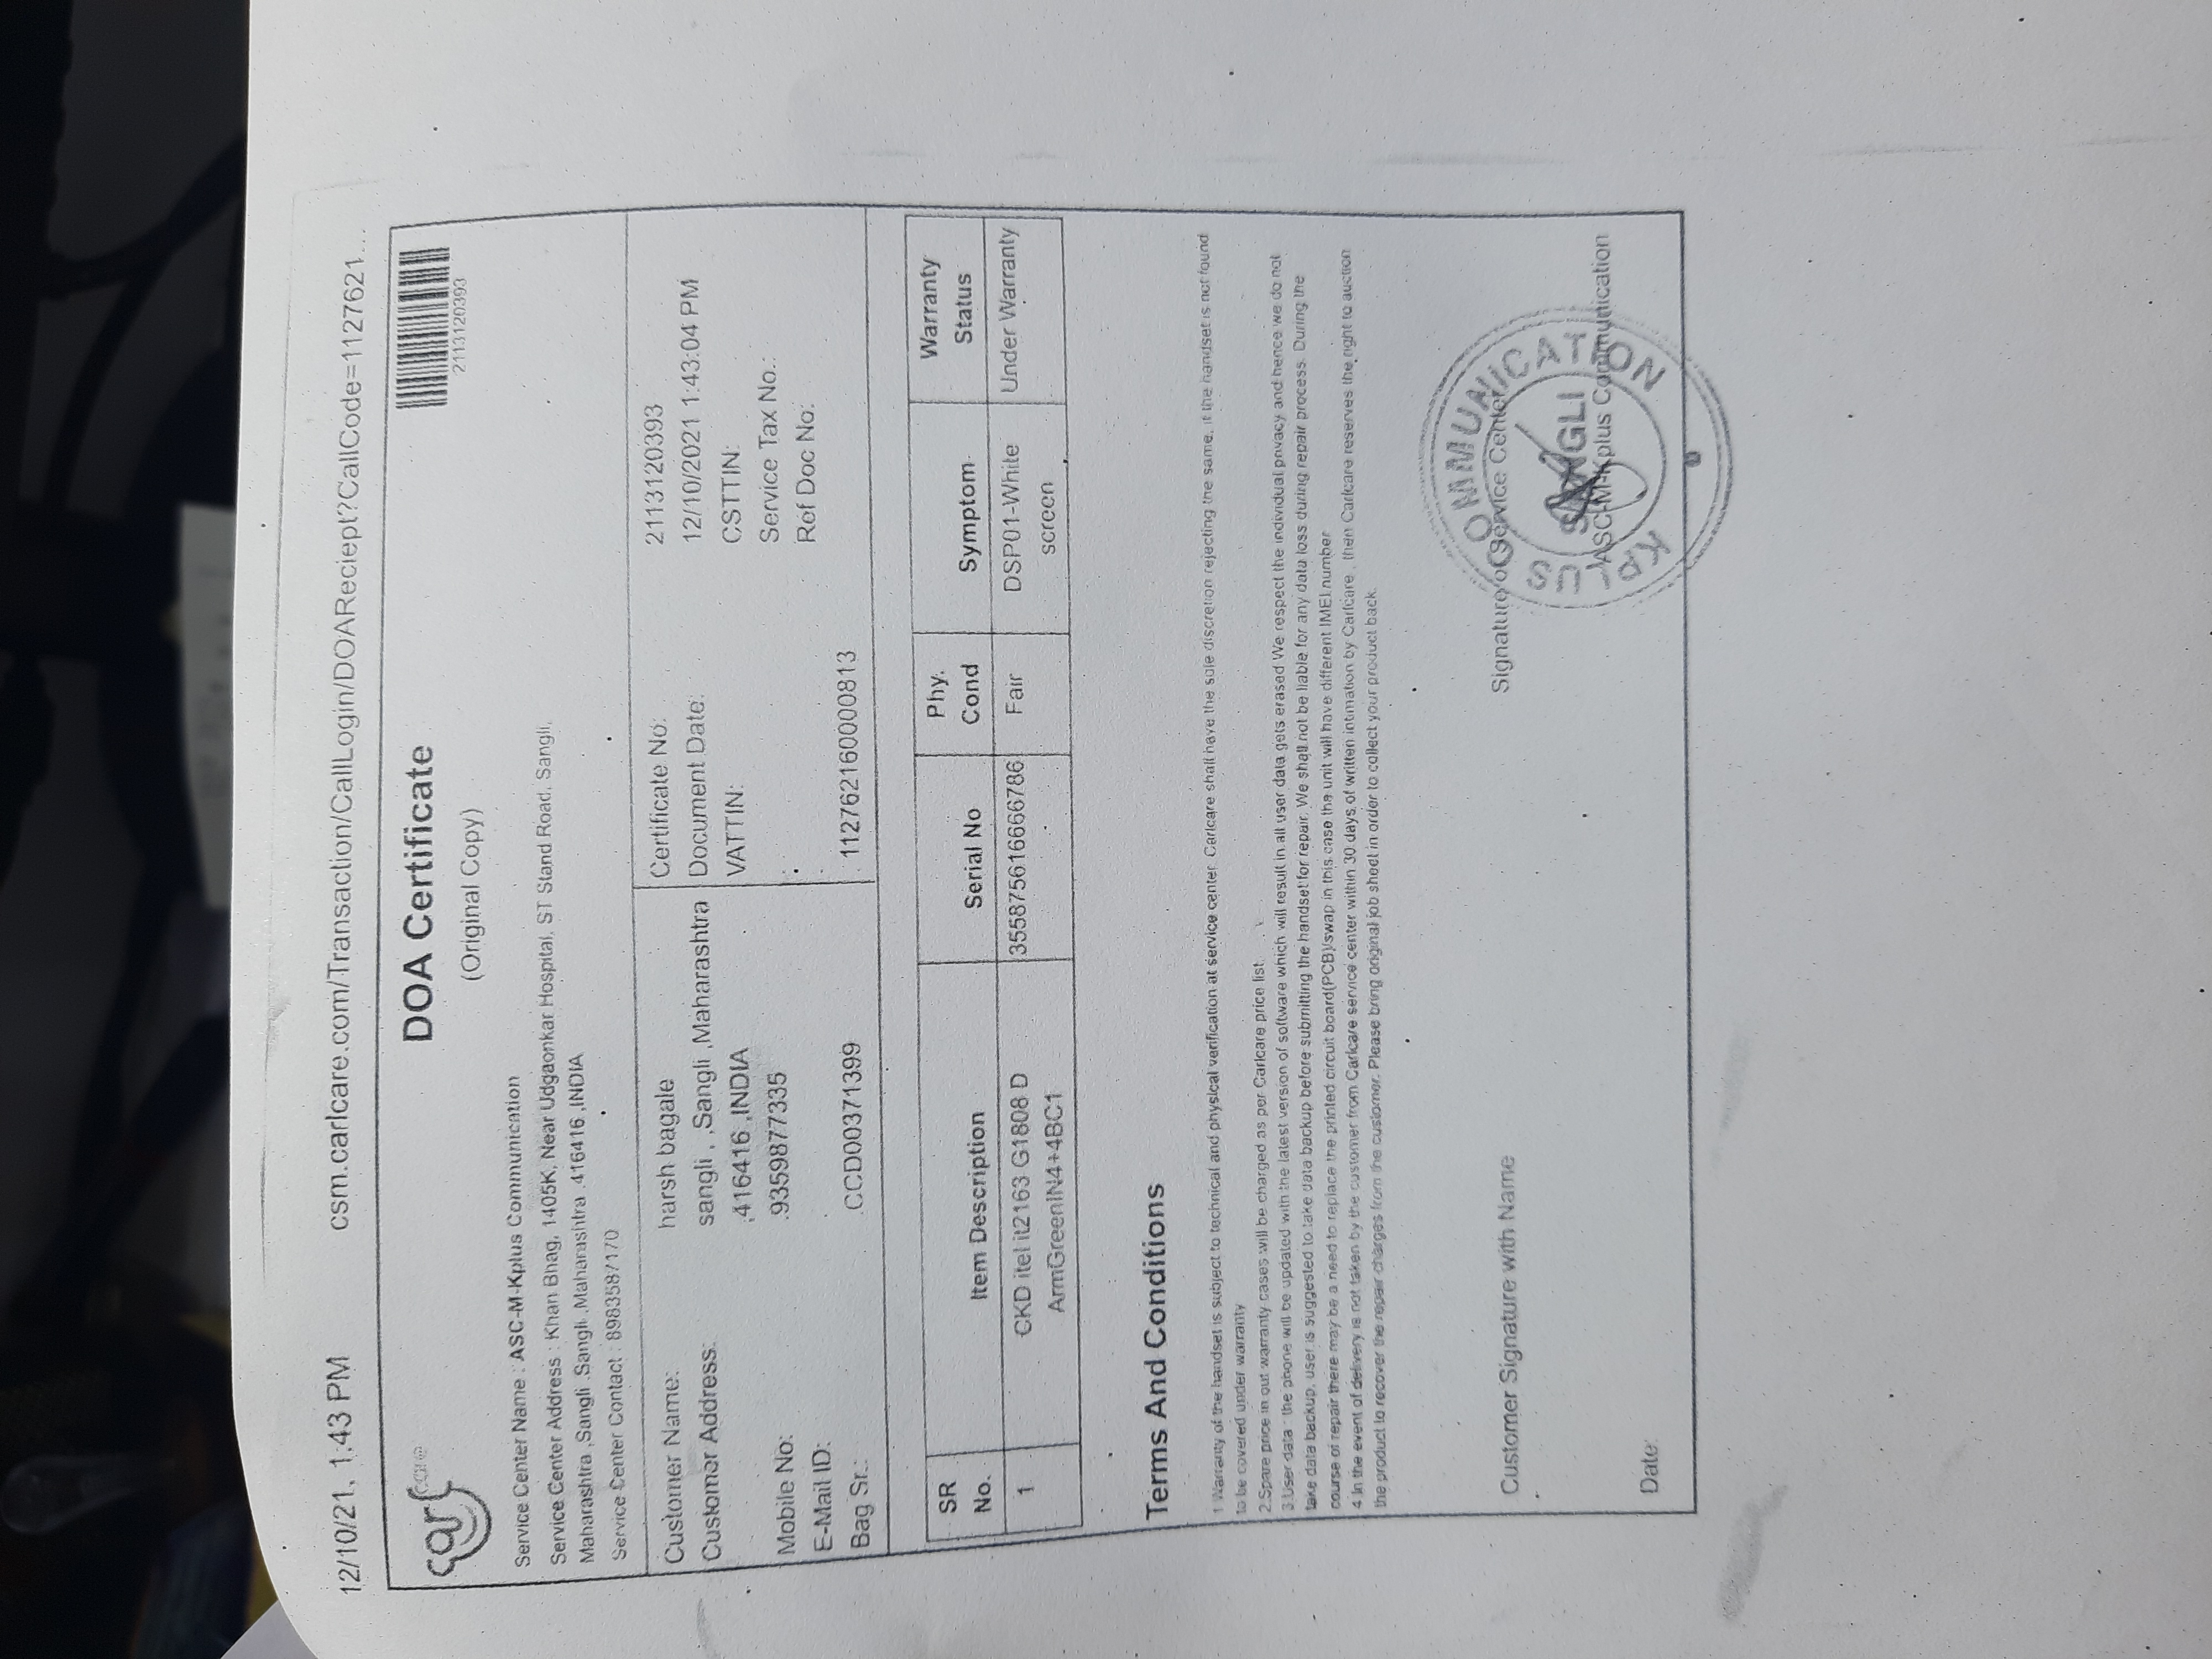 12/10/21, 1:43 PM csm.carlcare.com/Transaction/CallLogin/DOAReciept?CallCode=1127621...
carl care
DOA Certificate
(Original Copy)
2113120393
Service Center Name : ASC-M-Kplus Communication
Service Center Address : Khan Bhag, 1405K, Near Udgaonkar Hospital, ST Stand Road, Sangli,
Maharashtra ,Sangli ,Sangli ,Maharashtra ,416416 ,INDIA
Service Center Contact : 8983587170
Customer Name: harsh bagale
Customer Address: sangli , ,Sangli ,Maharashtra
,416416 ,INDIA
Mobile No: 9359877335
E-Mail ID:
Bag Sr.: CCD00371399
Certificate No: 2113120393
Document Date: 12/10/2021 1:43:04 PM
VATTIN: CSTTIN:
: Service Tax No.:
: Ref Doc No:
112762160000813
SR No. Item Description Serial No Phy. Cond Symptom Warranty Status
1 CKD itel it2163 G1808 D ArmGreenIN4+4BC1 355875616666786 Fair DSP01-White screen Under Warranty
Terms And Conditions
1 Warranty of the handset is subject to technical and physical verification at service center. Carlcare shall have the sole discretion rejecting the same, if the handset is not found
to be covered under warranty
2.Spare price in out warranty cases will be charged as per Carlcare price list.
3.User data : the phone will be updated with the latest version of software which will result in all user data gets erased We respect the individual privacy and hence we do not
take data backup, user is suggested to take data backup before submitting the handset for repair. We shall not be liable for any data loss during repair process. During the
course of repair there may be a need to replace the printed circuit board(PCB)/swap in this case the unit will have different IMEI number
4 In the event of delivery is not taken by the customer from Carlcare service center within 30 days of written intimation by Carlcare , then Carlcare reserves the right to auction
the product to recover the repair charges from the customer. Please bring original job sheet in order to collect your product back.
Customer Signature with Name
Signature of Service Center
KPLUS COMMUNICATION
SANGLI
ASC-M-Kplus Communication
Date: